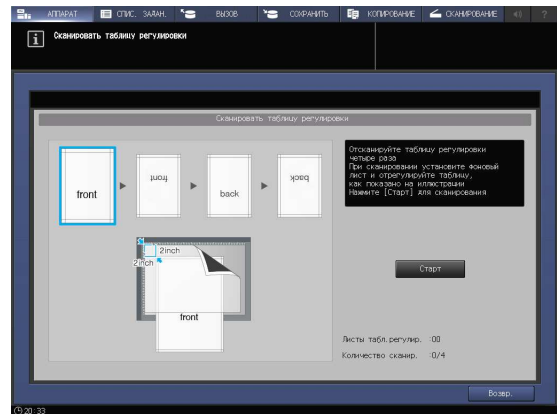 АППАРАТ
СПИС. ЗАДАН.
ВЫЗОВ
СОХРАНИТЬ
КОПИРОВАНИЕ
СКАНИРОВАНИЕ
?
Сканировать таблицу регулировки
Сканировать таблицу регулировки
front
front
back
back
Отсканируйте таблицу регулировки
четыре раза
При сканировании установите фоновый
лист и отрегулируйте таблицу,
как показано на иллюстрации
Нажмите [Старт] для сканирования
2inch
2inch
front
Старт
Листы табл.регулир. :00
Количество сканир. :0/4
Возвр.
20:33